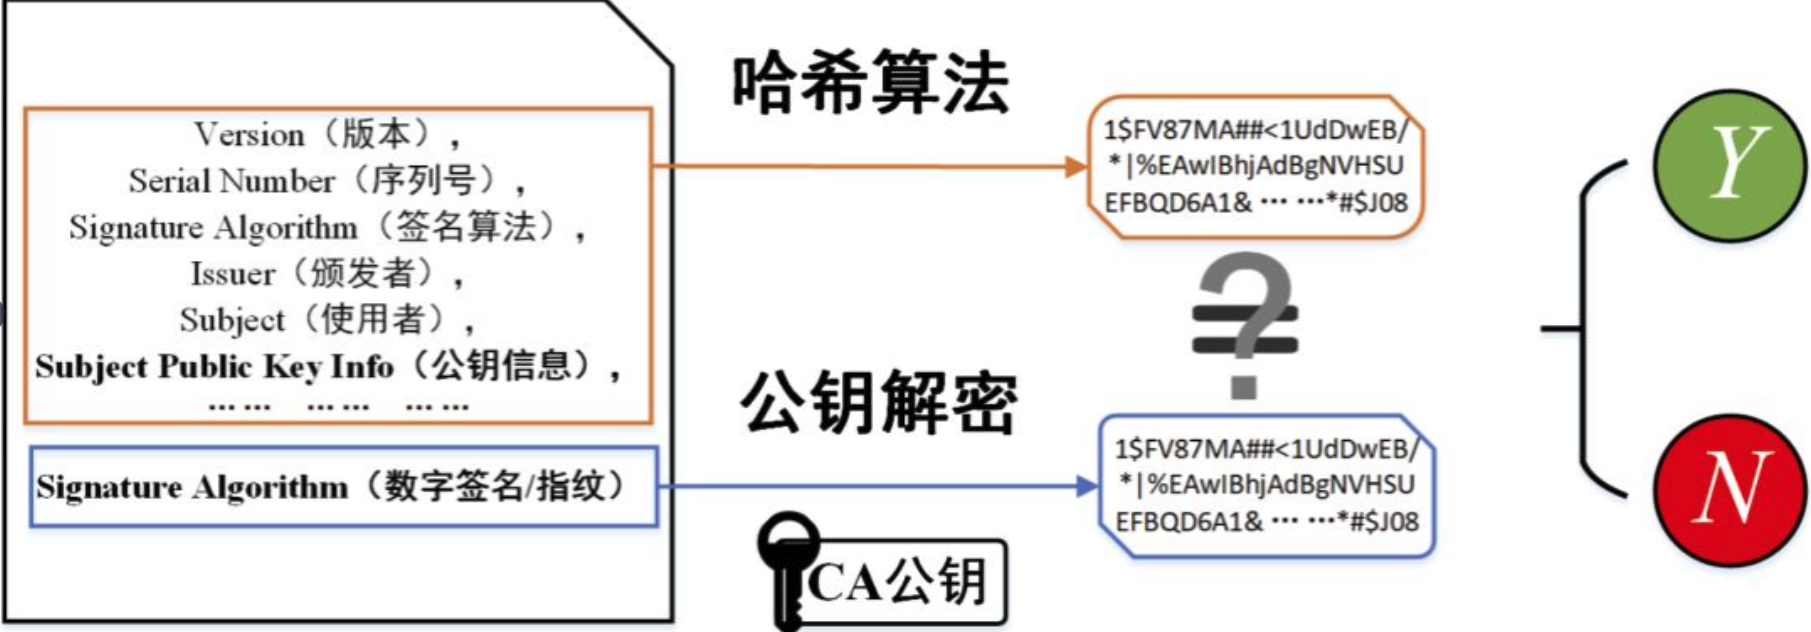 Version（版本），
Serial Number（序列号），
Signature Algorithm（签名算法），
Issuer（颁发者），
Subject（使用者），
Subject Public Key Info（公钥信息），
…… …… ……
Signature Algorithm（数字签名/指纹）
哈希算法
1$FV87MA##<1UdDwEB/
*|%EAwIBhjAdBgNVHSU
EFBQD6A1& ··· ···*#$J08
?
=
公钥解密
CA公钥
1$FV87MA##<1UdDwEB/
*|%EAwIBhjAdBgNVHSU
EFBQD6A1& ··· ···*#$J08
Y
N